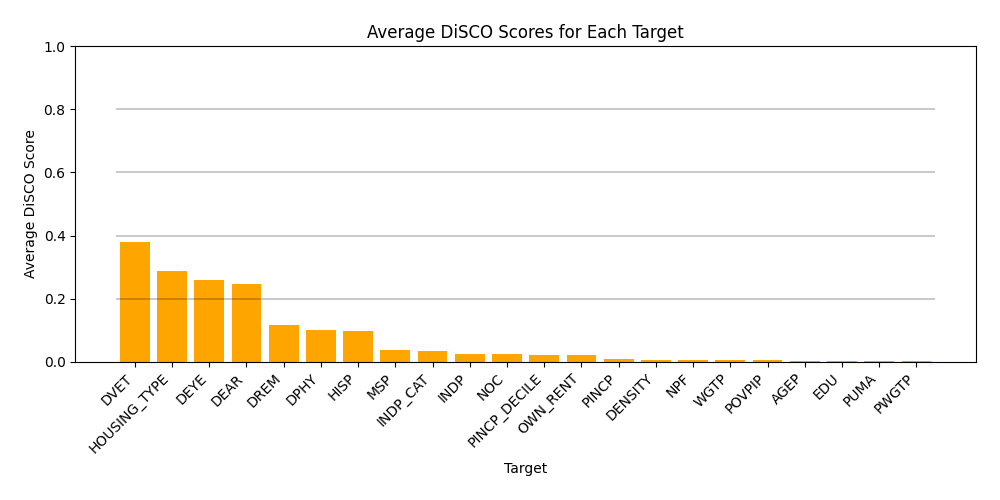 Average DiSCO Scores for Each Target
Average DiSCO Score
1.0
0.8
0.6
0.4
0.2
0.0
DVET
HOUSING_TYPE
DEYE
DEAR
DREM
DPHY
HISP
MSP
INDP_CAT
INDP
NOC
PINCP_DECILE
OWN_RENT
PINCP
DENSITY
NPF
WGTP
POVPIP
AGEP
EDU
PUMA
PWGTP
Target